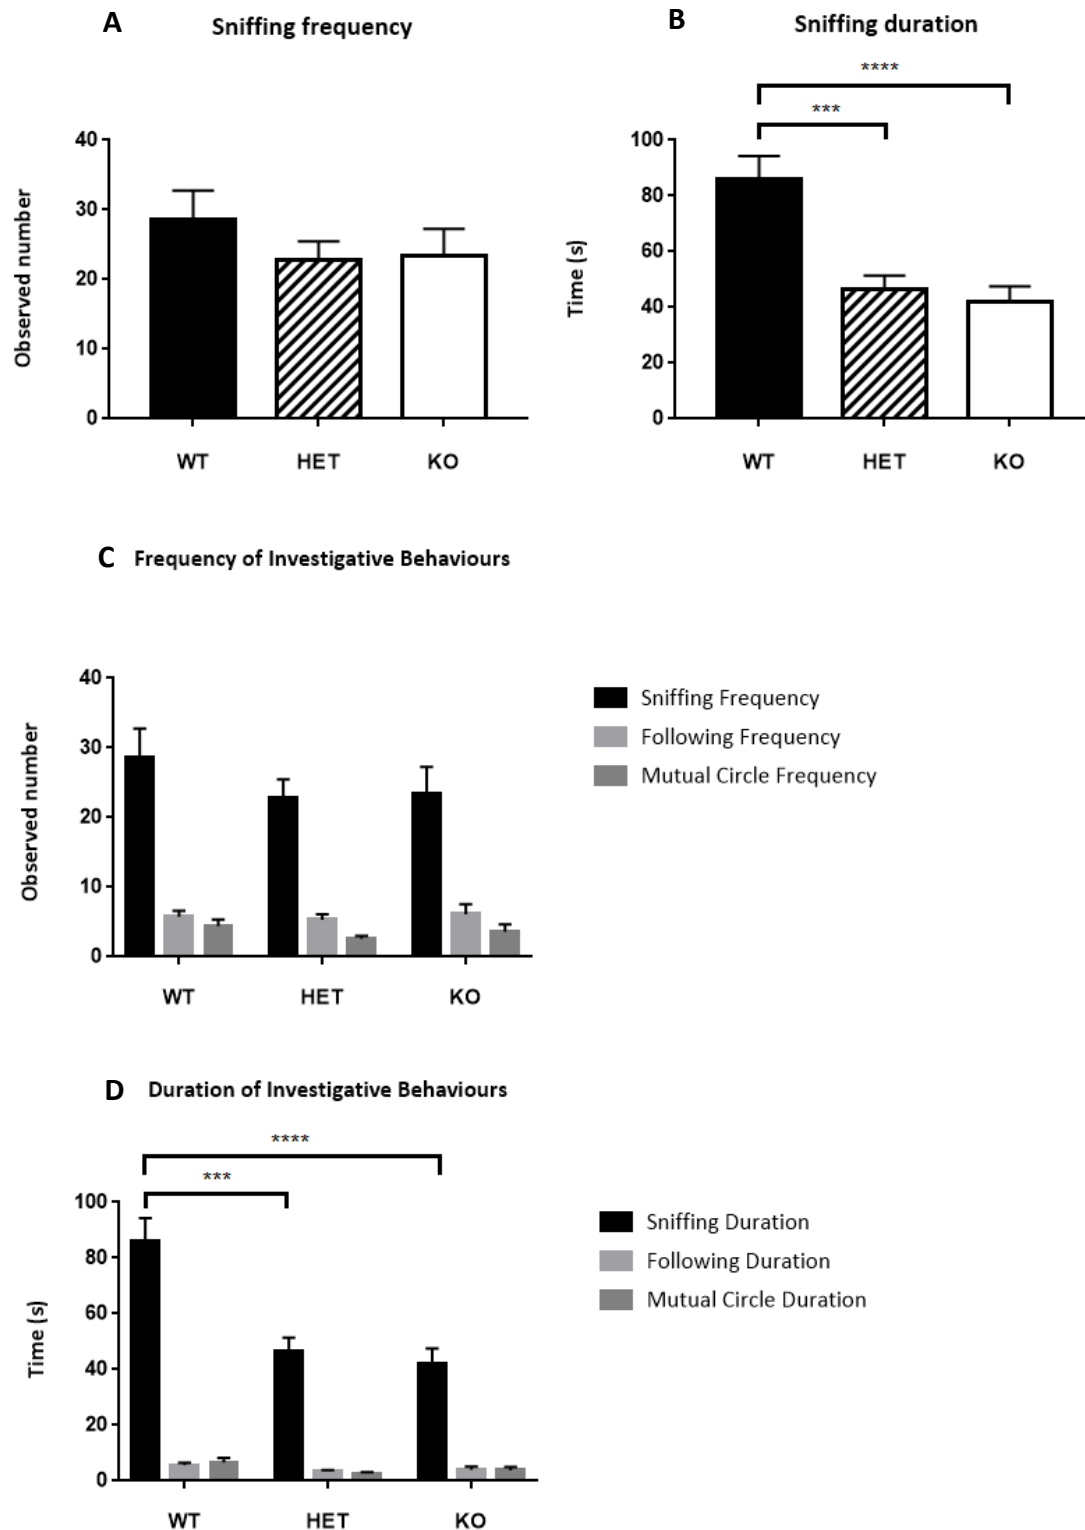 A
Sniffing frequency
Observed number
40
30
20
10
0
WT HET KO
B
Sniffing duration
****
***
Time (s)
100
80
60
40
20
0
WT HET KO
C Frequency of Investigative Behaviours
Observed number
40
30
20
10
0
WT HET KO
Sniffing Frequency
Following Frequency
Mutual Circle Frequency
D Duration of Investigative Behaviours
****
***
Time (s)
100
80
60
40
20
0
WT HET KO
Sniffing Duration
Following Duration
Mutual Circle Duration